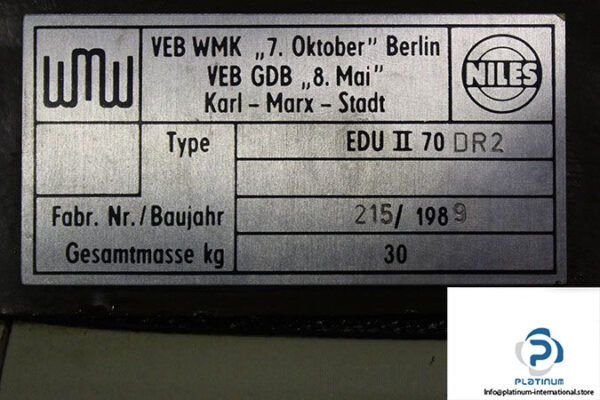 wmw
VEB WMK „7. Oktober” Berlin
VEB GDB „8. Mai”
Karl - Marx - Stadt
NILES
Type EDU II 70 DR2
Fabr. Nr./Baujahr 215/ 1989
Gesamtmasse kg 30
PLATINUM
Info@platinum-international.store